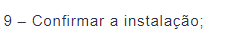 9 – Confirmar a instalação;